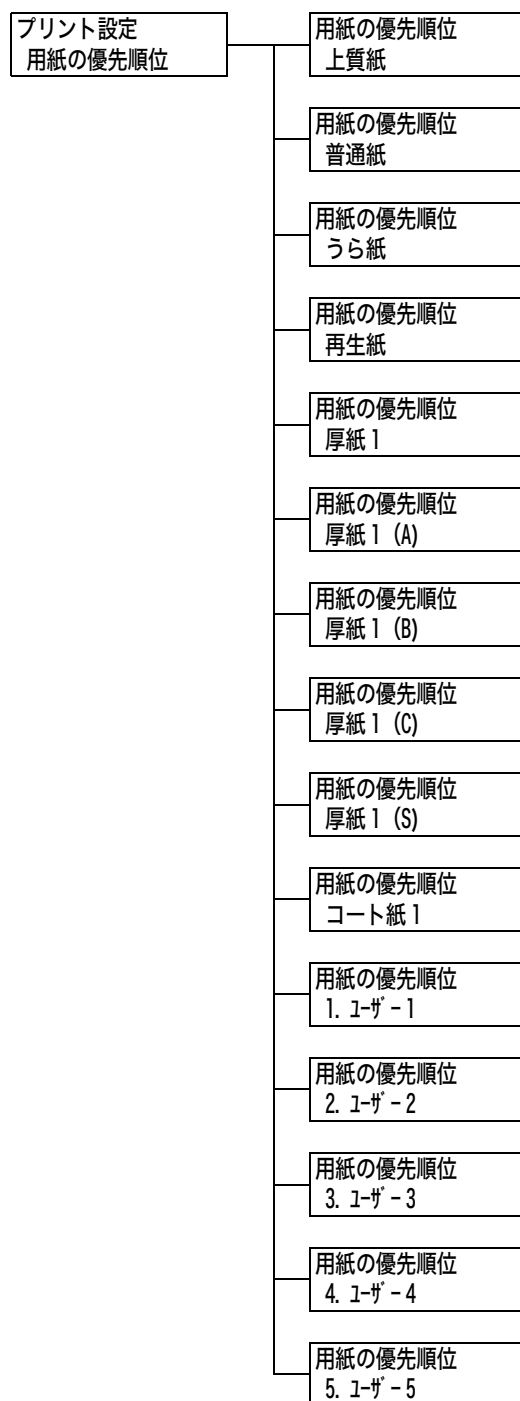 プリント設定
用紙の優先順位
用紙の優先順位
上質紙
用紙の優先順位
普通紙
用紙の優先順位
うら紙
用紙の優先順位
再生紙
用紙の優先順位
厚紙1
用紙の優先順位
厚紙1 (A)
用紙の優先順位
厚紙1 (B)
用紙の優先順位
厚紙1 (C)
用紙の優先順位
厚紙1 (S)
用紙の優先順位
コート紙1
用紙の優先順位
1. ﾕｰｻﾞｰ1
用紙の優先順位
2. ﾕｰｻﾞｰ2
用紙の優先順位
3. ﾕｰｻﾞｰ3
用紙の優先順位
4. ﾕｰｻﾞｰ4
用紙の優先順位
5. ﾕｰｻﾞｰ5